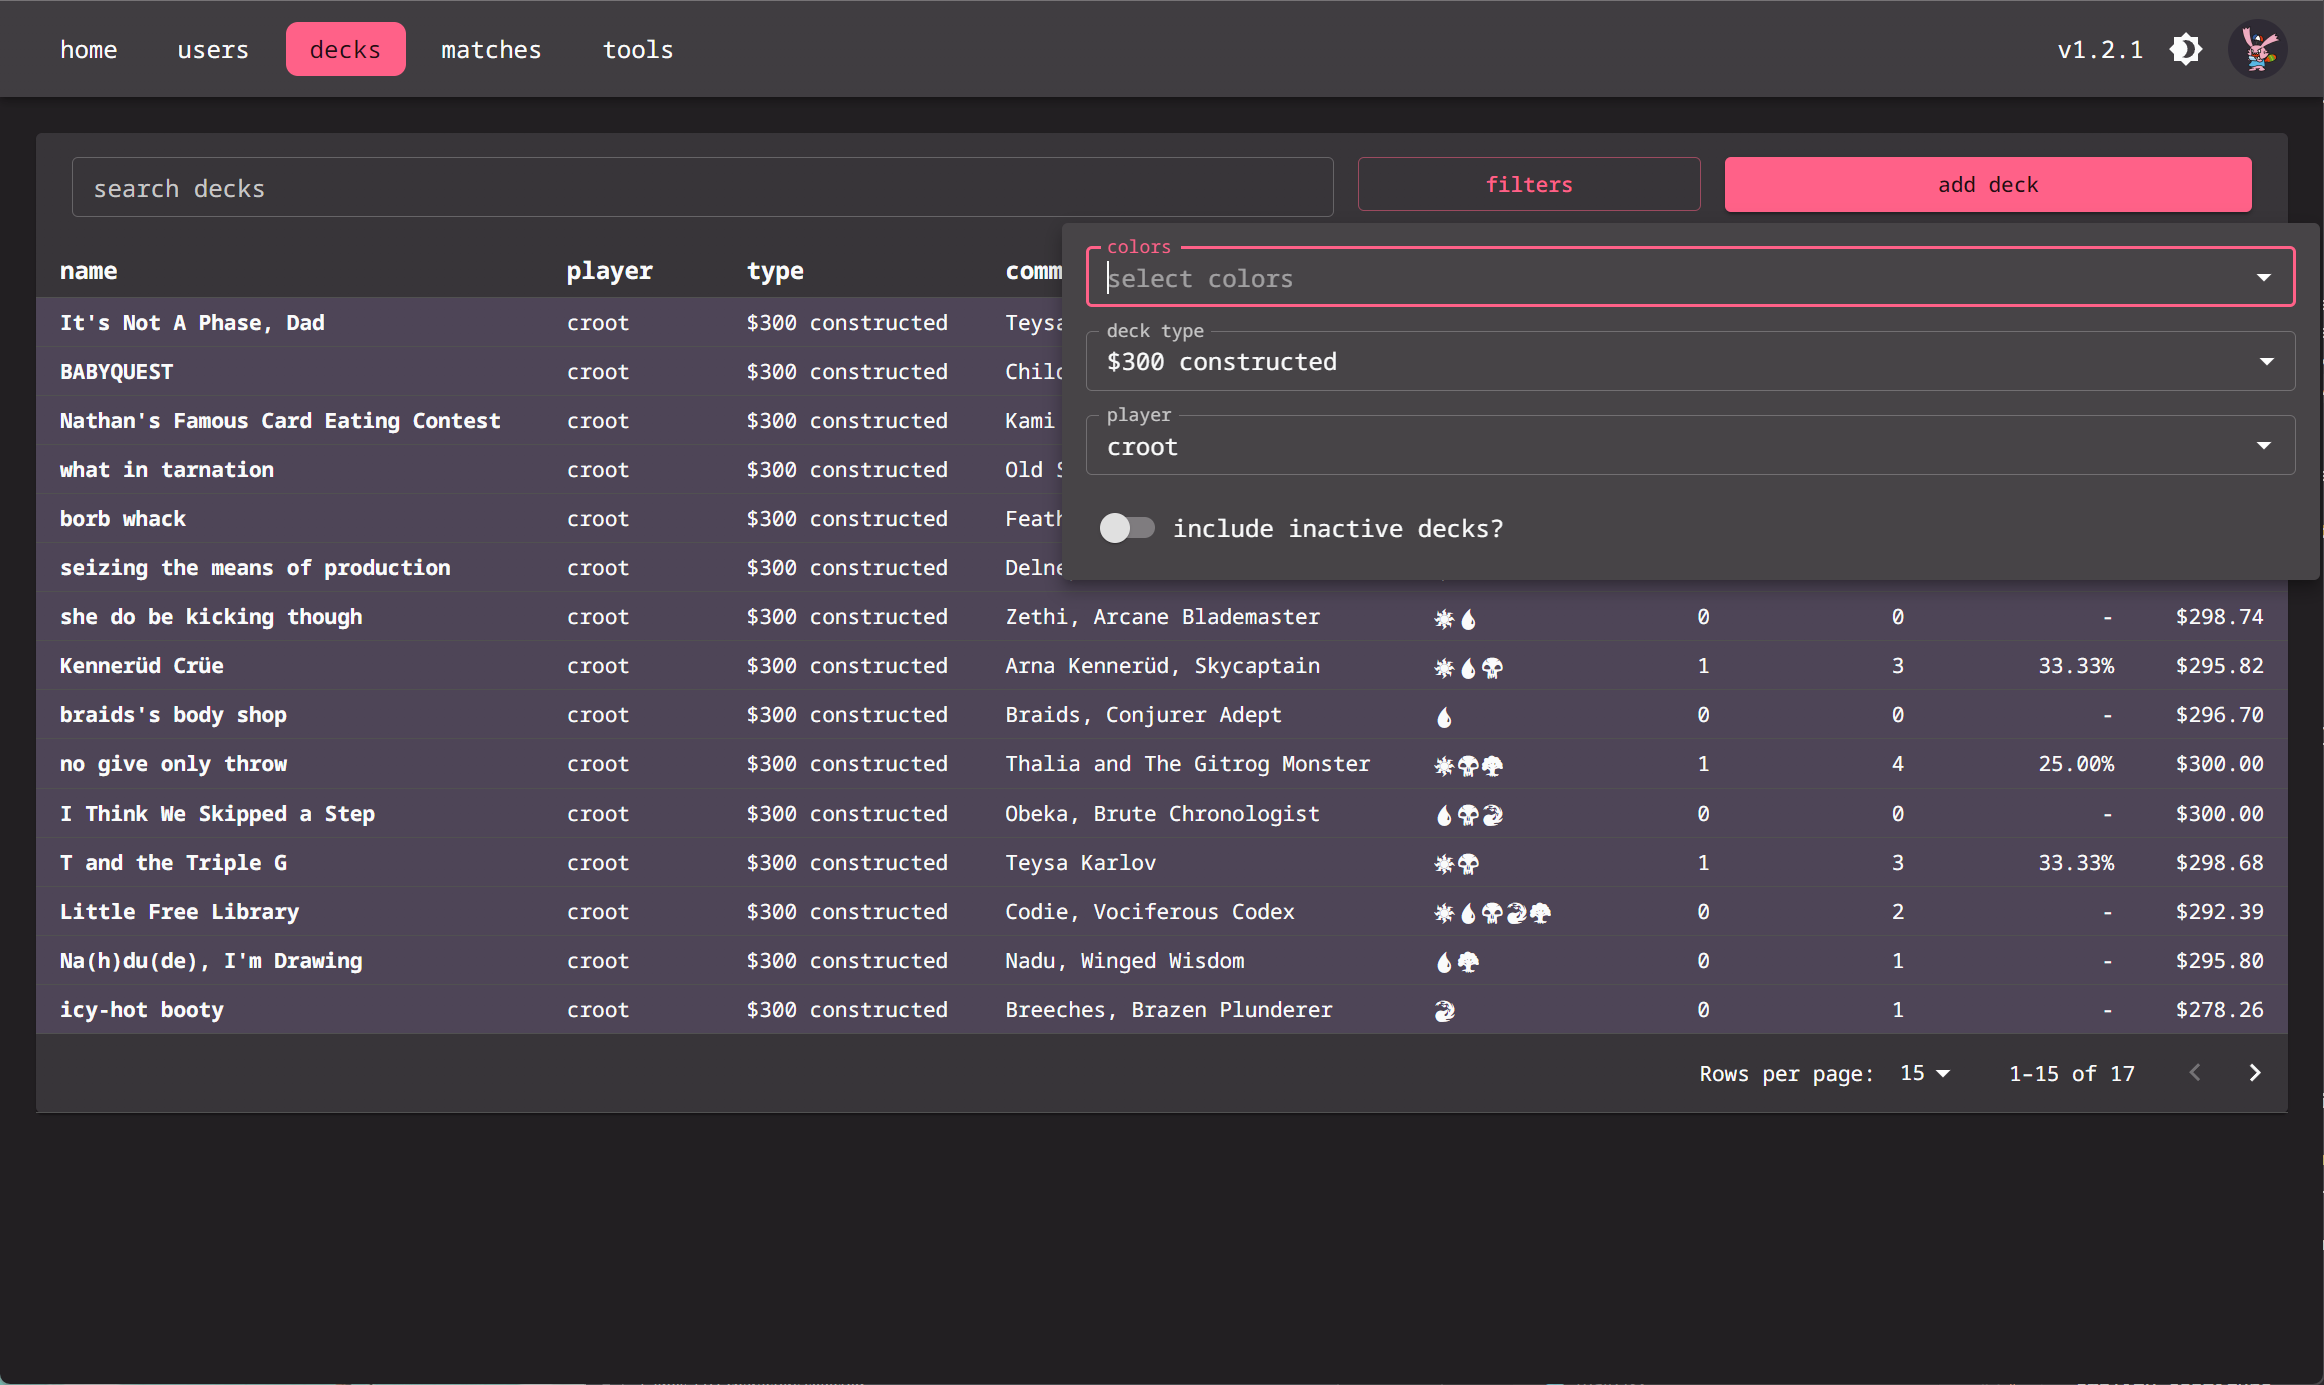 home users decks matches tools v1.2.1
search decks filters add deck
colors
select colors
deck type
$300 constructed
player
croot
include inactive decks?
name player type comm
It's Not A Phase, Dad croot $300 constructed Teysa
BABYQUEST croot $300 constructed Child
Nathan's Famous Card Eating Contest croot $300 constructed Kami
what in tarnation croot $300 constructed Old
borb whack croot $300 constructed Feath
seizing the means of production croot $300 constructed Delne
she do be kicking though croot $300 constructed Zethi, Arcane Blademaster 0 0 - $298.74
Kennerüd Crüe croot $300 constructed Arna Kennerüd, Skycaptain 1 3 33.33% $295.82
braids's body shop croot $300 constructed Braids, Conjurer Adept 0 0 - $296.70
no give only throw croot $300 constructed Thalia and The Gitrog Monster 1 4 25.00% $300.00
I Think We Skipped a Step croot $300 constructed Obeka, Brute Chronologist 0 0 - $300.00
T and the Triple G croot $300 constructed Teysa Karlov 1 3 33.33% $298.68
Little Free Library croot $300 constructed Codie, Vociferous Codex 0 2 - $292.39
Na(h)du(de), I'm Drawing croot $300 constructed Nadu, Winged Wisdom 0 1 - $295.80
icy-hot booty croot $300 constructed Breeches, Brazen Plunderer 0 1 - $278.26
Rows per page: 15 1-15 of 17